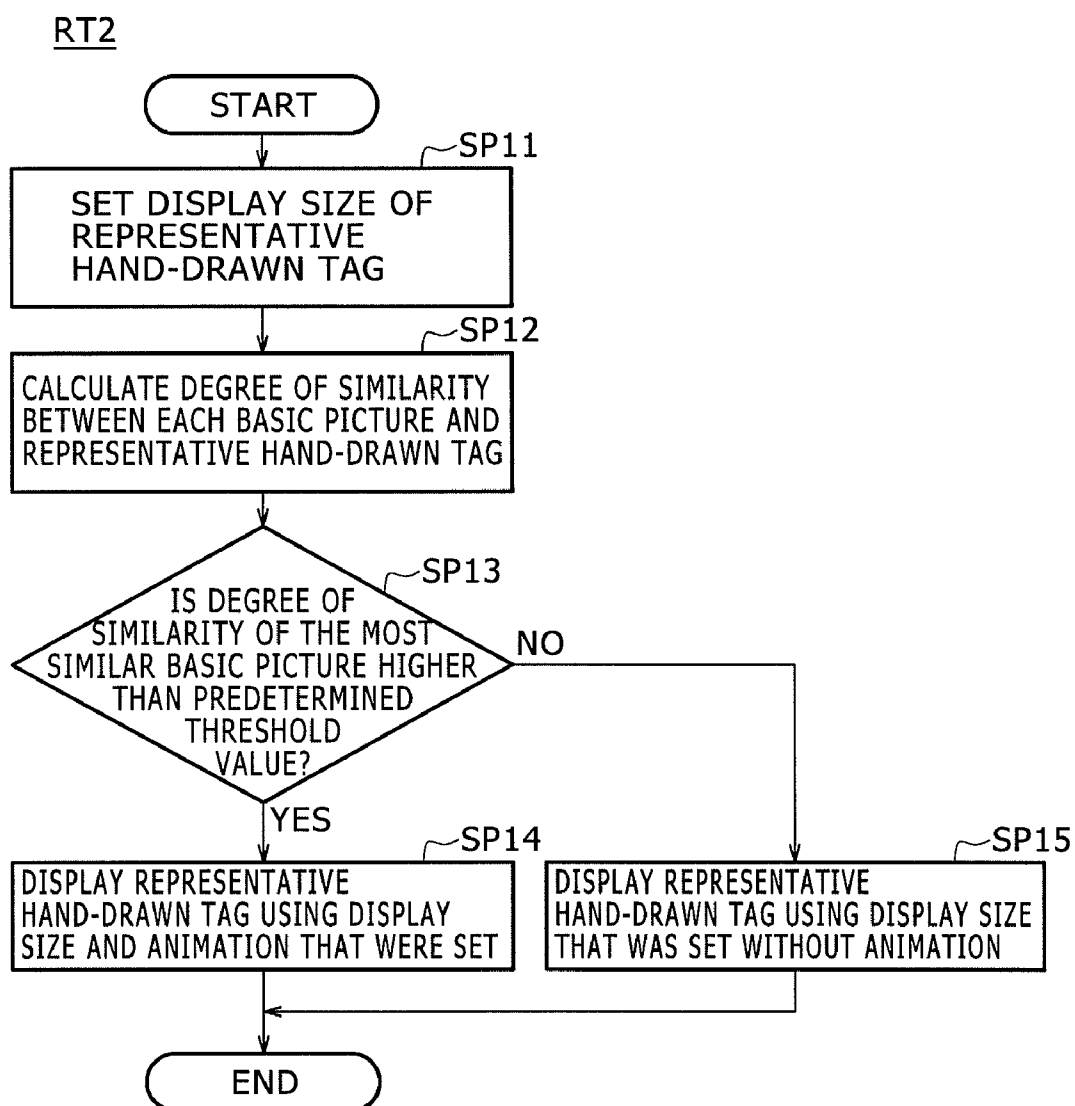 RT2
START
SP11
SET DISPLAY SIZE OF
REPRESENTATIVE
HAND-DRAWN TAG
SP12
CALCULATE DEGREE OF SIMILARITY
BETWEEN EACH BASIC PICTURE AND
REPRESENTATIVE HAND-DRAWN TAG
SP13
IS DEGREE OF
SIMILARITY OF THE MOST
SIMILAR BASIC PICTURE HIGHER
THAN PREDETERMINED
THRESHOLD
VALUE?
NO
YES
SP14
DISPLAY REPRESENTATIVE
HAND-DRAWN TAG USING DISPLAY
SIZE AND ANIMATION THAT WERE SET
SP15
DISPLAY REPRESENTATIVE
HAND-DRAWN TAG USING DISPLAY SIZE
THAT WAS SET WITHOUT ANIMATION
END